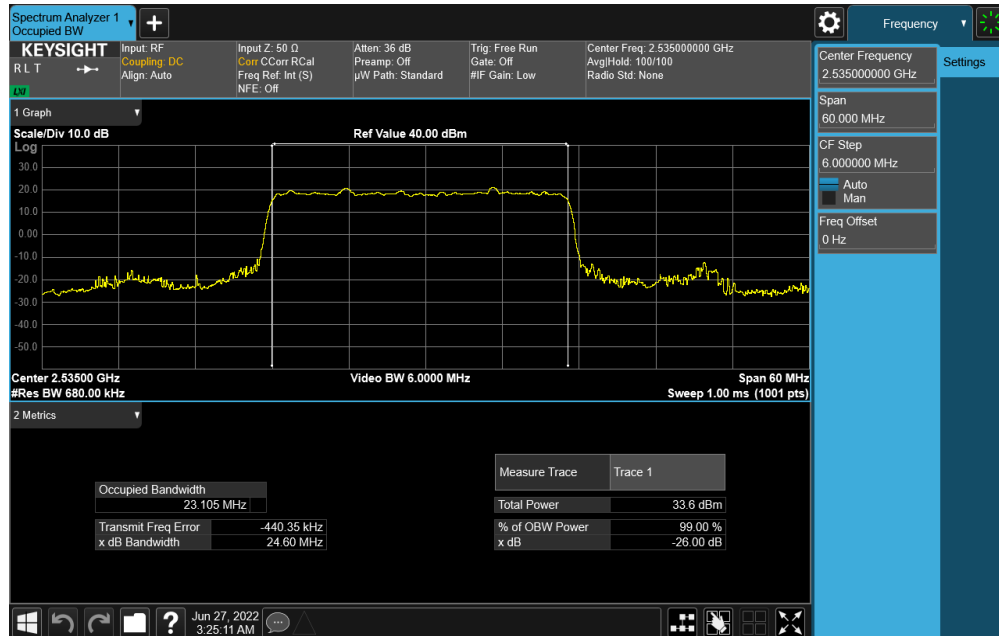 Spectrum Analyzer 1
Occupied BW
Frequency
KEYSIGHT
R L T
LXI
Input: RF
Coupling: DC
Align: Auto
Input Z: 50 Ω
Corr CCorr RCal
Freq Ref: Int (S)
NFE: Off
Atten: 36 dB
Preamp: Off
µW Path: Standard
Trig: Free Run
Gate: Off
#IF Gain: Low
Center Freq: 2.535000000 GHz
Avg|Hold: 100/100
Radio Std: None
Center Frequency
2.535000000 GHz
Settings
Span
60.000 MHz
CF Step
6.000000 MHz
Auto
Man
Freq Offset
0 Hz
1 Graph
Scale/Div 10.0 dB
Ref Value 40.00 dBm
Log
30.0
20.0
10.0
0.00
-10.0
-20.0
-30.0
-40.0
-50.0
Center 2.53500 GHz
Video BW 6.0000 MHz
Span 60 MHz
#Res BW 680.00 kHz
Sweep 1.00 ms (1001 pts)
2 Metrics
Occupied Bandwidth
23.105 MHz
Transmit Freq Error -440.35 kHz
x dB Bandwidth 24.60 MHz
Measure Trace Trace 1
Total Power 33.6 dBm
% of OBW Power 99.00 %
x dB -26.00 dB
Jun 27, 2022
3:25:11 AM